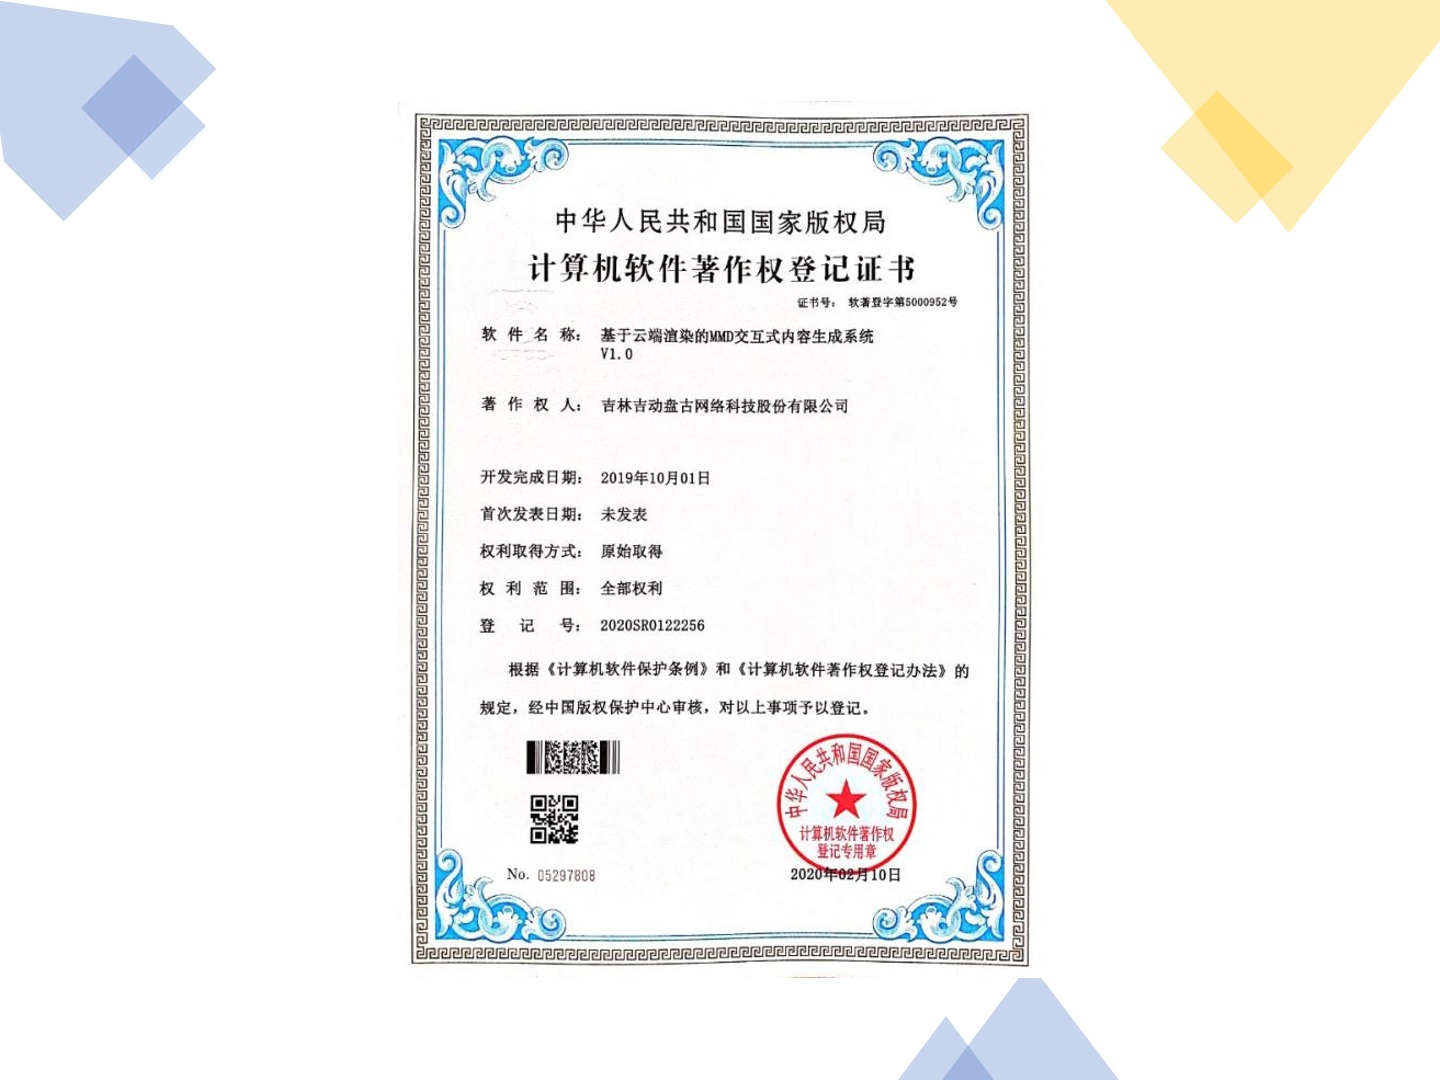 中华人民共和国国家版权局
计算机软件著作权登记证书
证书号： 软著登字第5000952号
软件名称： 基于云端渲染的MMD交互式内容生成系统
V1.0
著作权人： 吉林吉动盘古网络科技股份有限公司
开发完成日期： 2019年10月01日
首次发表日期： 未发表
权利取得方式： 原始取得
权利范围： 全部权利
登记号： 2020SR0122256
根据《计算机软件保护条例》和《计算机软件著作权登记办法》的
规定，经中国版权保护中心审核，对以上事项予以登记。
中华人民共和国国家版权局
计算机软件著作权
登记专用章
No. 05297808
2020年02月10日